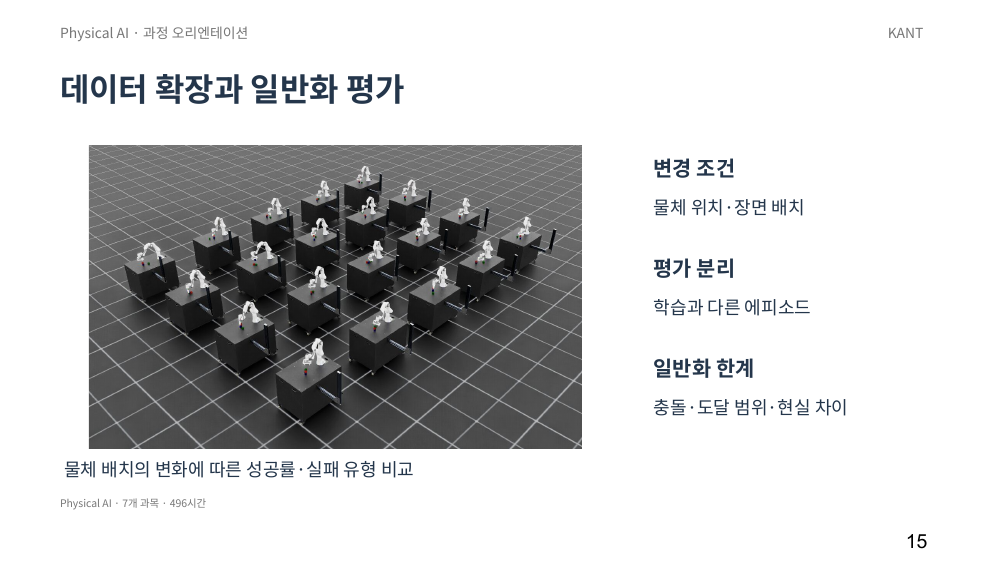 Physical AI · 과정 오리엔테이션
KANT
데이터 확장과 일반화 평가
변경 조건
물체 위치·장면 배치
평가 분리
학습과 다른 에피소드
일반화 한계
충돌·도달 범위·현실 차이
물체 배치의 변화에 따른 성공률·실패 유형 비교
Physical AI · 7개 과목 · 496시간
15